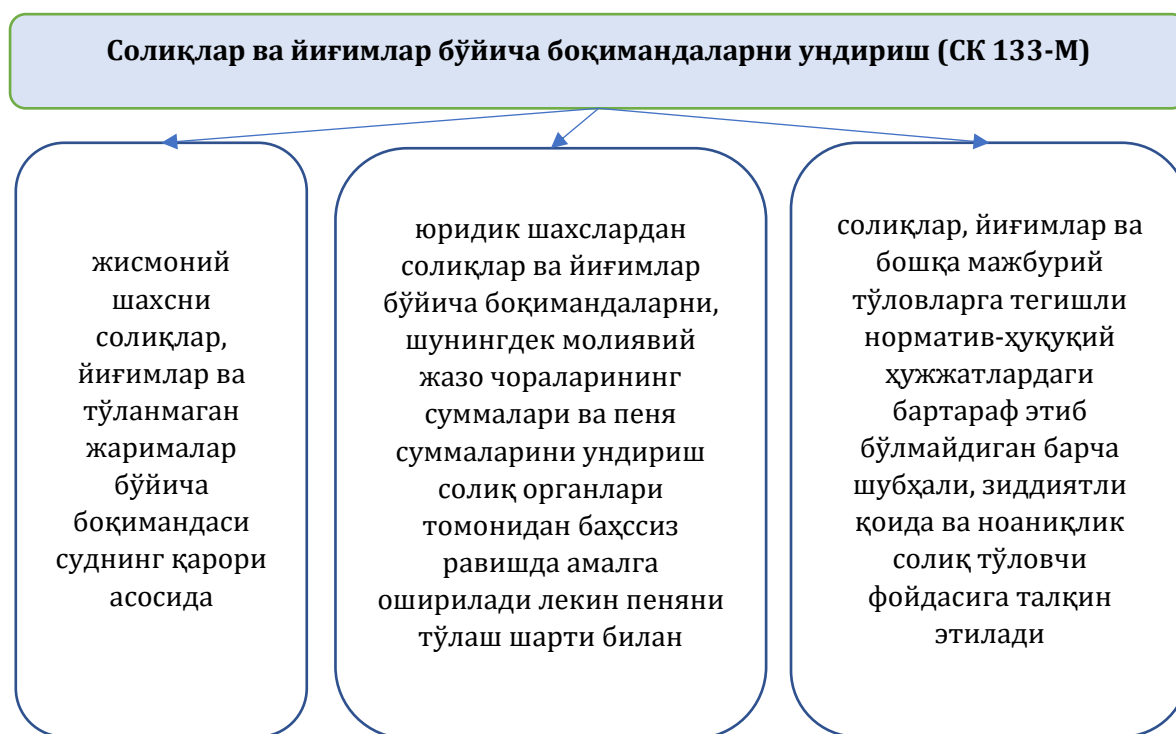 Солиқлар ва йиғимлар бўйича боқимандаларни ундириш (СК 133-М)
жисмоний
шахсни
солиқлар,
йиғимлар ва
тўланмаган
жарималар
бўйича
боқимандаси
суднинг қарори
асосида
юридик шахслардан
солиқлар ва йиғимлар
бўйича боқимандаларни,
шунингдек молиявий
жазо чораларининг
суммалари ва пеня
суммаларини ундириш
солиқ органлари
томонидан баҳссиз
равишда амалга
оширилади лекин пеняни
тўлаш шарти билан
солиқлар, йиғимлар ва
бошқа мажбурий
тўловларга тегишли
норматив-ҳуқуқий
ҳужжатлардаги
бартараф этиб
бўлмайдиган барча
шубҳали, зиддиятли
қоида ва ноаниқлик
солиқ тўловчи
фойдасига талқин
этилади